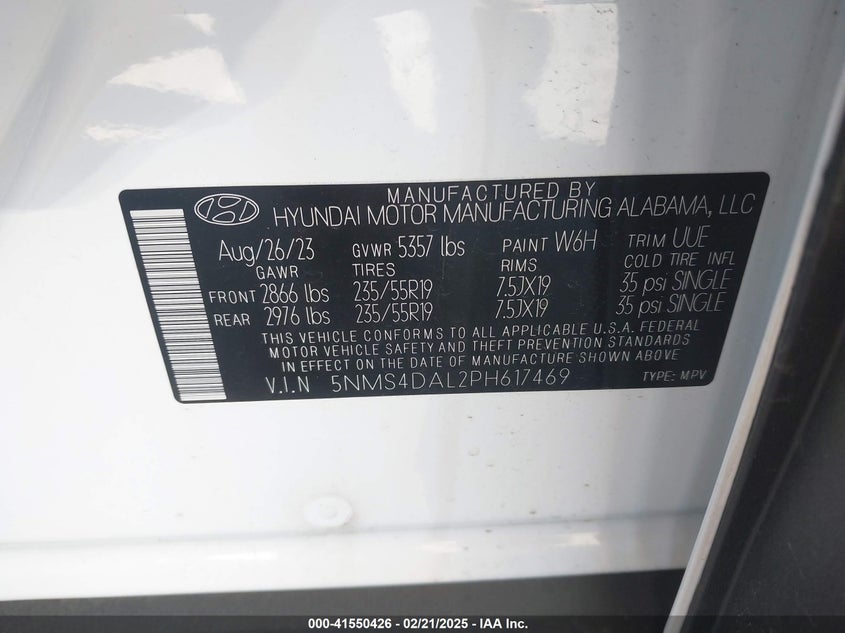 MANUFACTURED BY
HYUNDAI MOTOR MANUFACTURING ALABAMA, LLC
Aug/26/23 GVWR 5357 lbs PAINT W6H TRIM UUE
GAWR TIRES RIMS COLD TIRE INFL
FRONT 2866 lbs 235/55R19 7.5JX19 35 psi SINGLE
REAR 2976 lbs 235/55R19 7.5JX19 35 psi SINGLE
THIS VEHICLE CONFORMS TO ALL APPLICABLE U.S.A. FEDERAL
MOTOR VEHICLE SAFETY AND THEFT PREVENTION STANDARDS
IN EFFECT ON THE DATE OF MANUFACTURE SHOWN ABOVE.
V.I.N 5NMS4DAL2PH617469 TYPE: MPV
000-41550426 - 02/21/2025 - IAA Inc.